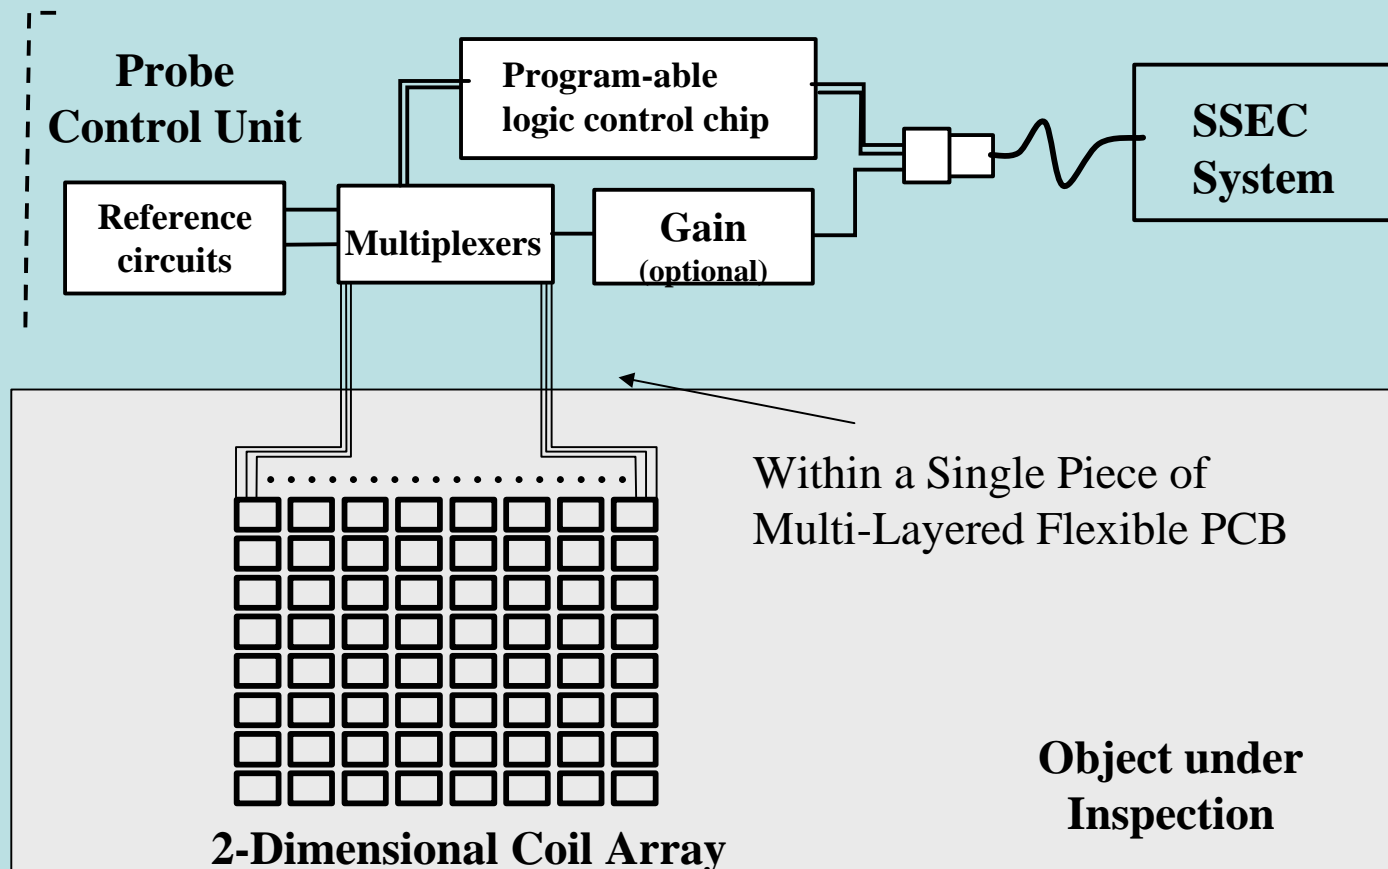 Probe
Control Unit
Program-able
logic control chip
SSEC
System
Reference
circuits
Multiplexers
Gain
(optional)
Within a Single Piece of
Multi-Layered Flexible PCB
Object under
Inspection
2-Dimensional Coil Array